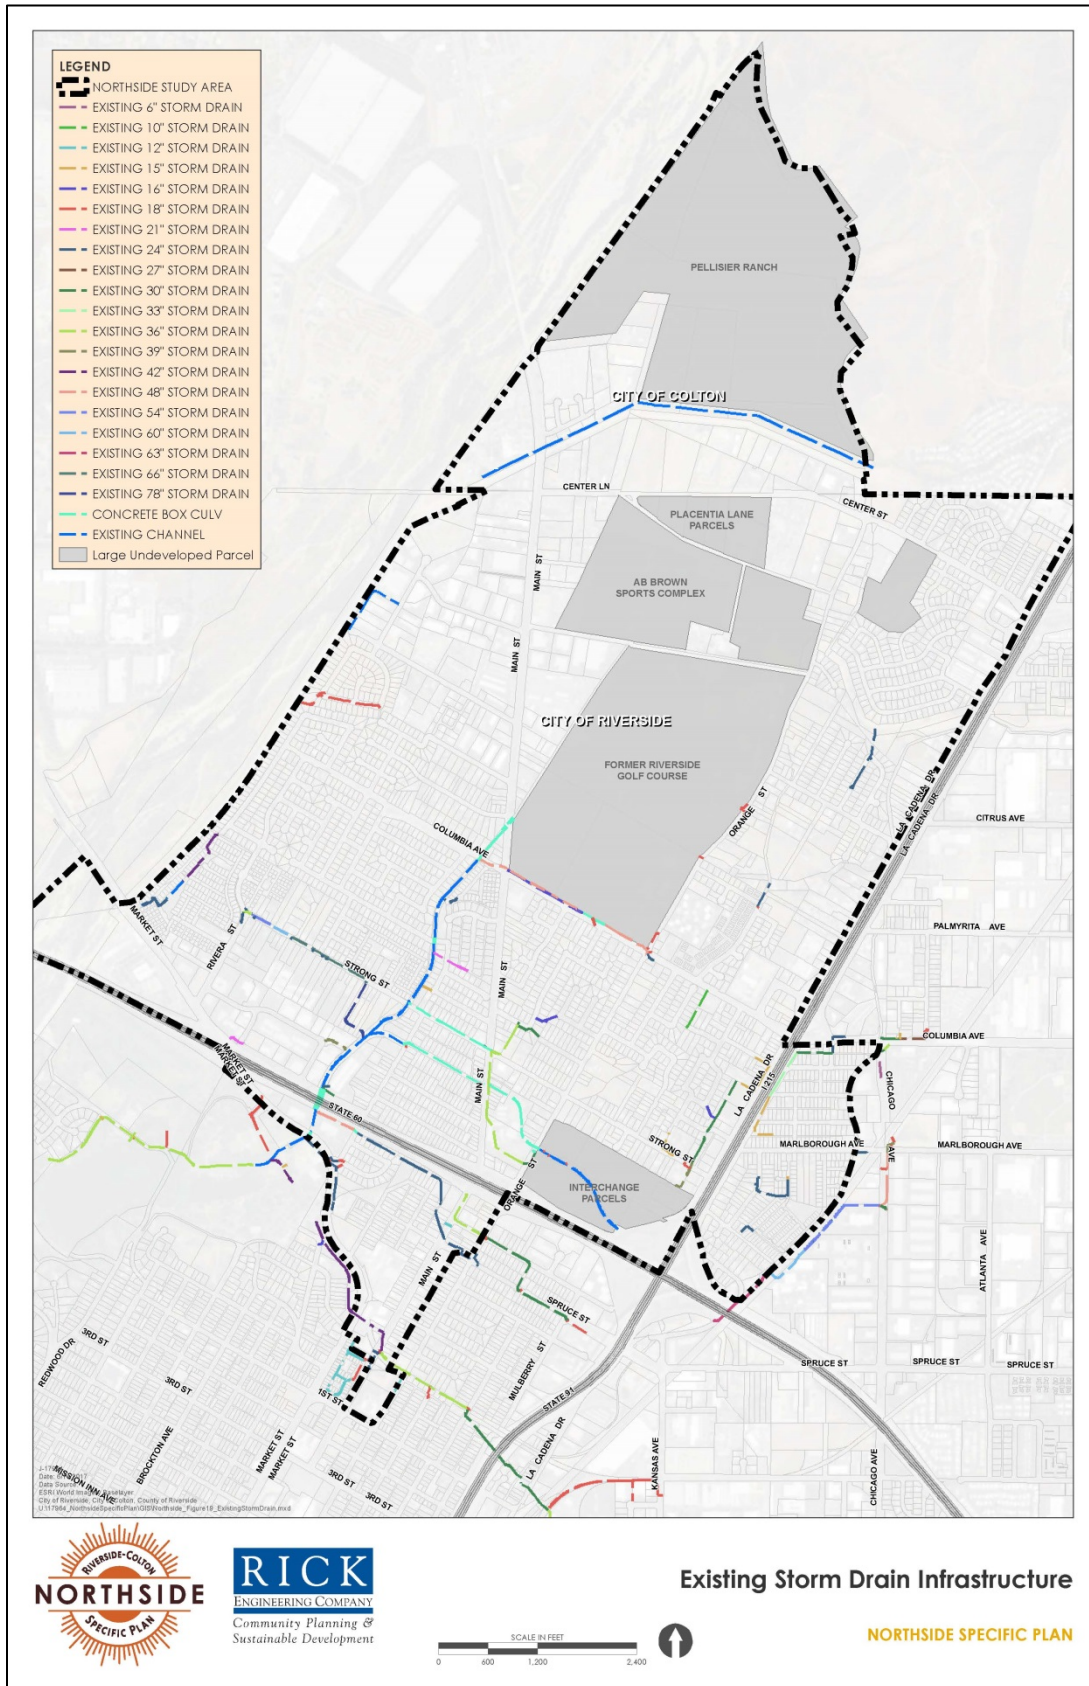 LEGEND
NORTHSIDE STUDY AREA
EXISTING 6" STORM DRAIN
EXISTING 10" STORM DRAIN
EXISTING 12" STORM DRAIN
EXISTING 15" STORM DRAIN
EXISTING 16" STORM DRAIN
EXISTING 18" STORM DRAIN
EXISTING 21" STORM DRAIN
EXISTING 24" STORM DRAIN
EXISTING 27" STORM DRAIN
EXISTING 30" STORM DRAIN
EXISTING 33" STORM DRAIN
EXISTING 36" STORM DRAIN
EXISTING 39" STORM DRAIN
EXISTING 42" STORM DRAIN
EXISTING 48" STORM DRAIN
EXISTING 54" STORM DRAIN
EXISTING 60" STORM DRAIN
EXISTING 63" STORM DRAIN
EXISTING 66" STORM DRAIN
EXISTING 78" STORM DRAIN
CONCRETE BOX CULV
EXISTING CHANNEL
Large Undeveloped Parcel
PELLISIER RANCH
CITY OF COLTON
CENTER LN
CENTER ST
PLACENTIA LANE
PARCELS
MAIN ST
AB BROWN
SPORTS COMPLEX
MAIN ST
CITY OF RIVERSIDE
FORMER RIVERSIDE
GOLF COURSE
ORANGE ST
LA CADENA DR
LA CADENA DR
CITRUS AVE
COLUMBIA AVE
MARKET ST
RIVERA ST
PALMYRITA AVE
STRONG ST
MAIN ST
COLUMBIA AVE
MARKET ST
MARKET ST
MAIN ST
LA CADENA DR
I 215
CHICAGO AVE
STATE 60
STRONG ST
MARLBOROUGH AVE
MARLBOROUGH AVE
ORANGE ST
INTERCHANGE
PARCELS
MAIN ST
ATLANTA AVE
SPRUCE ST
3RD ST
REDWOOD DR
3RD ST
1ST ST
MULBERRY ST
SPRUCE ST
SPRUCE ST
SPRUCE ST
STATE 91
BROCKTON AVE
MARKET ST
MARKET ST
LA CADENA DR
KANSAS AVE
CHICAGO AVE
MISSION INN AVE
3RD ST
3RD ST
City of Riverside, City of Colton, County of Riverside
RIVERSIDE-COLTON
NORTHSIDE
SPECIFIC PLAN
RICK
ENGINEERING COMPANY
Community Planning &
Sustainable Development
SCALE IN FEET
0 600 1,200 2,400
Existing Storm Drain Infrastructure
NORTHSIDE SPECIFIC PLAN